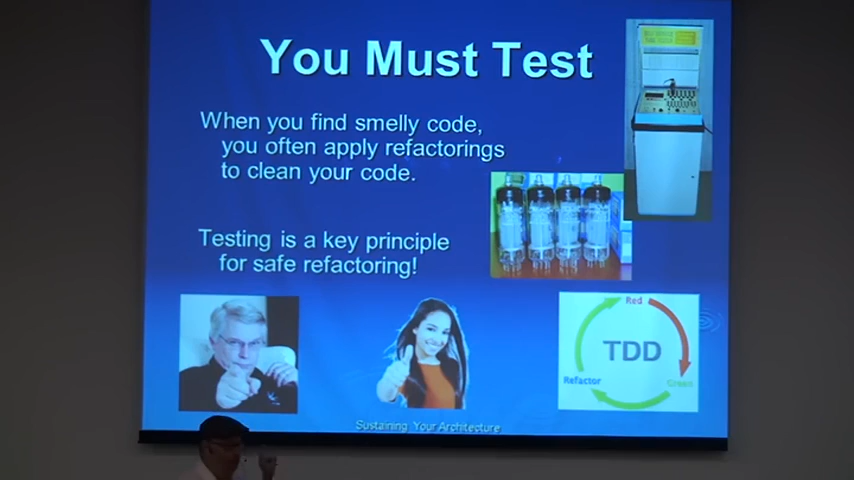 You Must Test
When you find smelly code,
you often apply refactorings
to clean your code.
Testing is a key principle
for safe refactoring!
Red
TDD
Refactor
Green
Sustaining Your Architecture